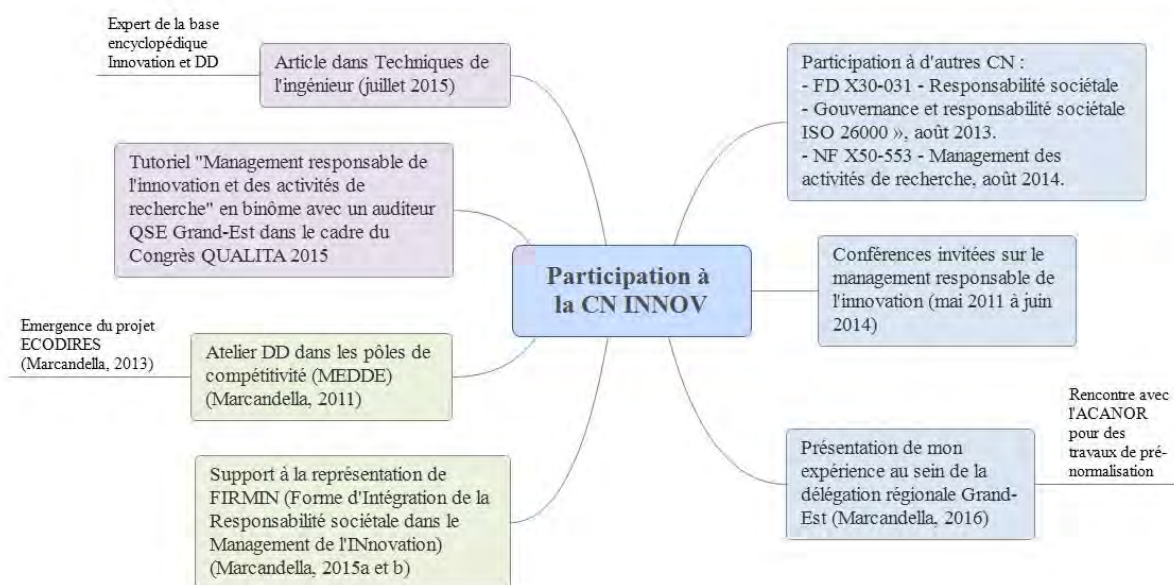 Expert de la base
encyclopédique
Innovation et DD
Article dans Techniques de
l'ingénieur (juillet 2015)
Tutoriel "Management responsable de
l'innovation et des activités de
recherche" en binôme avec un auditeur
QSE Grand-Est dans le cadre du
Congrès QUALITA 2015
Emergence du projet
ECODIRES
(Marcandella, 2013)
Atelier DD dans les pôles de
compétitivité (MEDDE)
(Marcandella, 2011)
Support à la représentation de
FIRMIN (Forme d'Intégration de la
Responsabilité sociétale dans le
Management de l'INnovation)
(Marcandella, 2015a et b)
Participation à
la CN INNOV
Participation à d'autres CN :
- FD X30-031 - Responsabilité sociétale
- Gouvernance et responsabilité sociétale
ISO 26000 », août 2013.
- NF X50-553 - Management des
activités de recherche, août 2014.
Conférences invitées sur le
management responsable de
l'innovation (mai 2011 à juin
2014)
Présentation de mon
expérience au sein de la
délégation régionale Grand-
Est (Marcandella, 2016)
Rencontre avec
l'ACANOR
pour des
travaux de pré-
normalisation